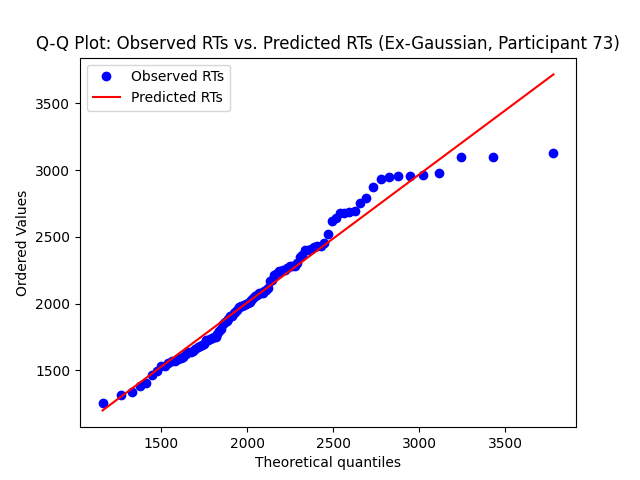 Q-Q Plot: Observed RTs vs. Predicted RTs (Ex-Gaussian, Participant 73)
Observed RTs
Predicted RTs
3500
3000
2500
2000
1500
Ordered Values
1500 2000 2500 3000 3500
Theoretical quantiles